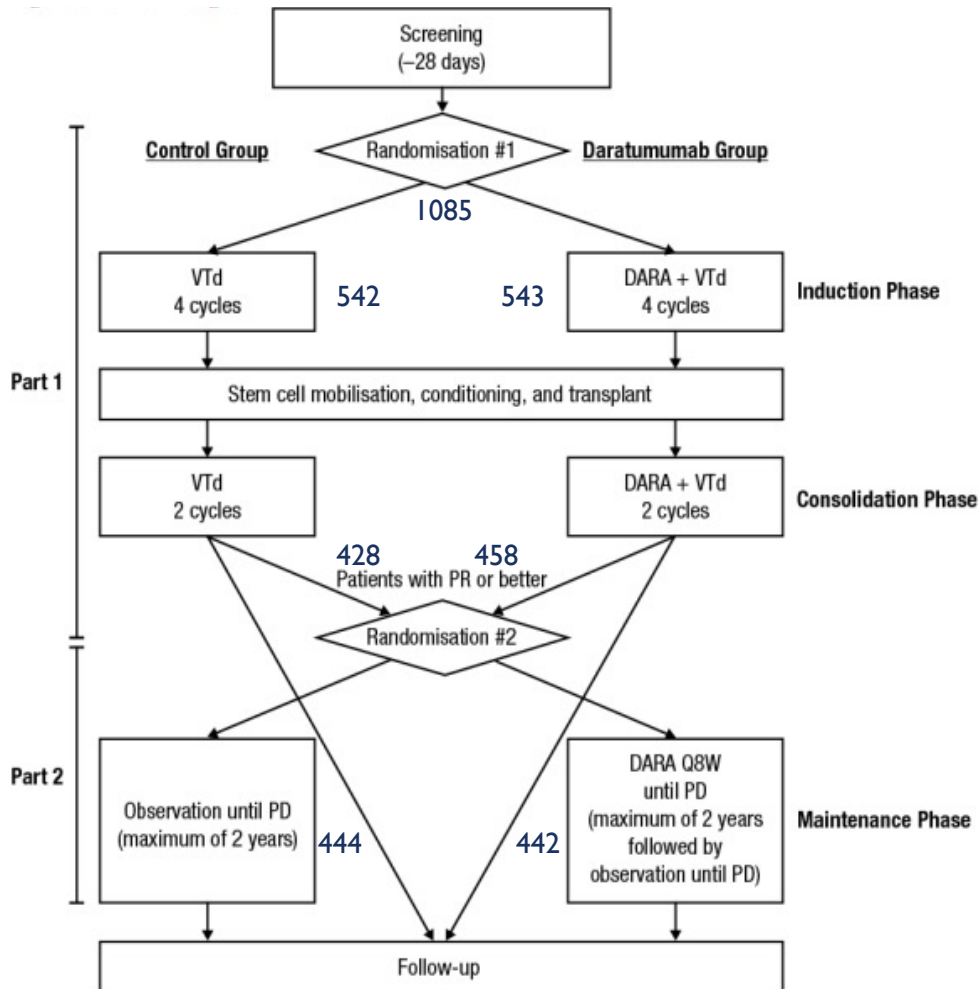 Screening
(–28 days)
Control Group
Randomisation #1
Daratumumab Group
1085
VTd
4 cycles
542
543
DARA + VTd
4 cycles
Induction Phase
Part 1
Stem cell mobilisation, conditioning, and transplant
VTd
2 cycles
DARA + VTd
2 cycles
Consolidation Phase
428
458
Patients with PR or better
Randomisation #2
Part 2
Observation until PD
(maximum of 2 years)
444
442
DARA Q8W
until PD
(maximum of 2 years
followed by
observation until PD)
Maintenance Phase
Follow-up